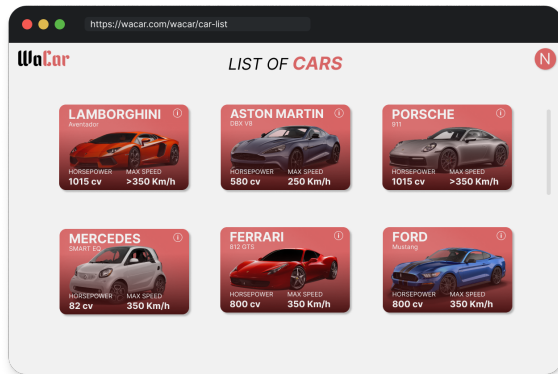 https://wacar.com/wacar/car-list
WaCar
LIST OF CARS
N
LAMBORGHINI
Aventador
HORSEPOWER MAX SPEED
1015 cv >350 Km/h
ASTON MARTIN
DBX V8
HORSEPOWER MAX SPEED
580 cv 250 Km/h
PORSCHE
911
HORSEPOWER MAX SPEED
1015 cv >350 Km/h
MERCEDES
SMART EQ
HORSEPOWER MAX SPEED
82 cv 350 Km/h
FERRARI
812 GTS
HORSEPOWER MAX SPEED
800 cv 350 Km/h
FORD
Mustang
HORSEPOWER MAX SPEED
800 cv 350 Km/h